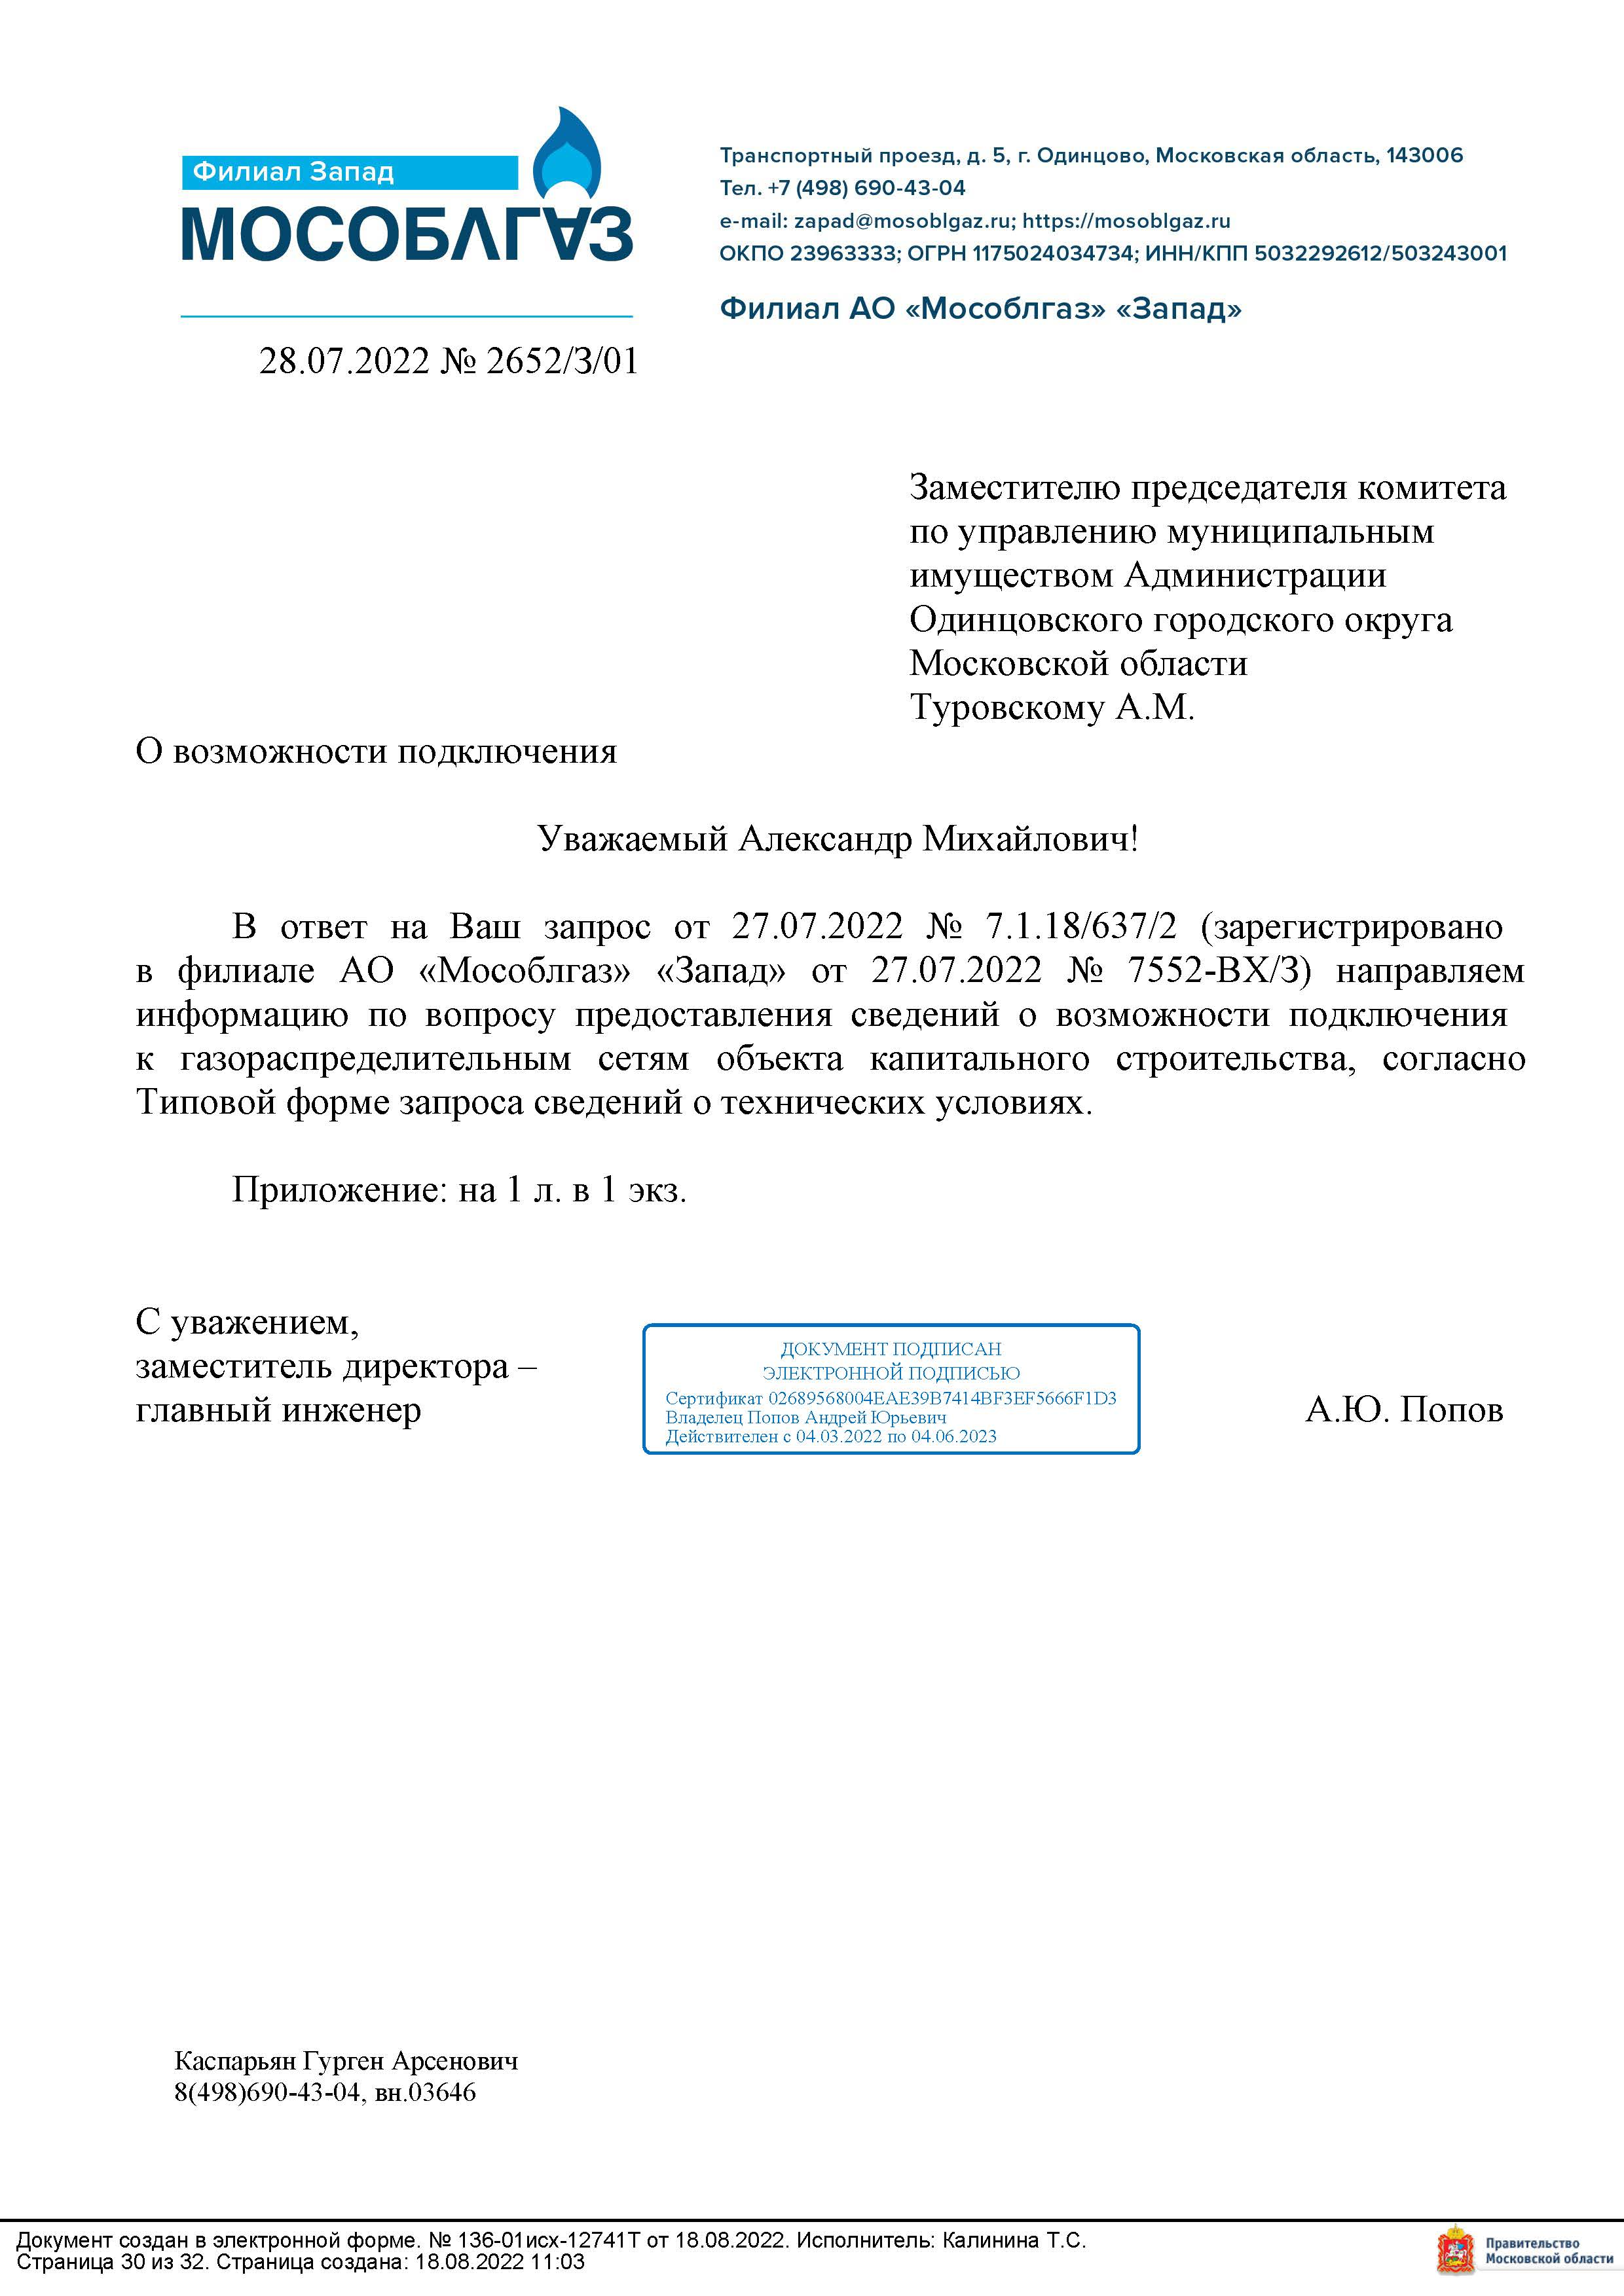 Филиал Запад
МОСОБЛГАЗ
Транспортный проезд, д. 5, г. Одинцово, Московская область, 143006
Тел. +7 (498) 690-43-04
e-mail: zapad@mosoblgaz.ru; https://mosoblgaz.ru
ОКПО 23963333; ОГРН 1175024034734; ИНН/КПП 5032292612/503243001
Филиал АО «Мособлгаз» «Запад»
28.07.2022 № 2652/З/01
Заместителю председателя комитета
по управлению муниципальным
имуществом Администрации
Одинцовского городского округа
Московской области
Туровскому А.М.
О возможности подключения
Уважаемый Александр Михайлович!
В ответ на Ваш запрос от 27.07.2022 № 7.1.18/637/2 (зарегистрировано
в филиале АО «Мособлгаз» «Запад» от 27.07.2022 № 7552-ВХ/З) направляем
информацию по вопросу предоставления сведений о возможности подключения
к газораспределительным сетям объекта капитального строительства, согласно
Типовой форме запроса сведений о технических условиях.
Приложение: на 1 л. в 1 экз.
С уважением,
заместитель директора –
главный инженер
ДОКУМЕНТ ПОДПИСАН
ЭЛЕКТРОННОЙ ПОДПИСЬЮ
Сертификат 02689568004EAE39B7414BF3EF5666F1D3
Владелец Попов Андрей Юрьевич
Действителен с 04.03.2022 по 04.06.2023
А.Ю. Попов
Каспарьян Гурген Арсенович
8(498)690-43-04, вн.03646
Документ создан в электронной форме. № 136-01исх-12741Т от 18.08.2022. Исполнитель: Калинина Т.С.
Страница 30 из 32. Страница создана: 18.08.2022 11:03
Правительство
Московской области